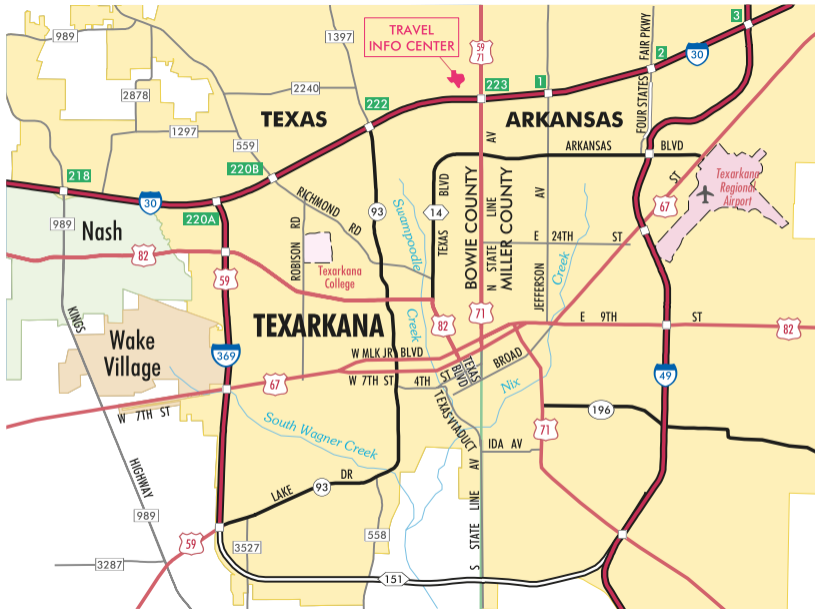 3
989
1397
TRAVEL
INFO CENTER
59
71
FOUR STATES FAIR PKWY
2
30
2878
2240
222
223
1
TEXAS
ARKANSAS
1297
559
AV
ARKANSAS BLVD
220B
218
RICHMOND RD
Texarkana
Regional
Airport
30
220A
93
Swampoodle
Creek
14
TEXAS BLVD
BOWIE COUNTY
N STATE LINE
MILLER COUNTY
JEFFERSON AV
ST
67
989
Nash
ROBISON RD
E 24TH ST
82
59
Texarkana
College
Creek
KINGS
HIGHWAY
TEXARKANA
82
71
E 9TH ST
82
Wake
Village
369
W MLK JR BLVD
TEXAS
BLVD
BROAD
W 7TH ST
4TH ST
67
Nix
49
W 7TH ST
TEXAS VIADUCT
196
South Wagner Creek
71
IDA AV
LAKE DR
93
S STATE LINE AV
989
59
3527
558
3287
151